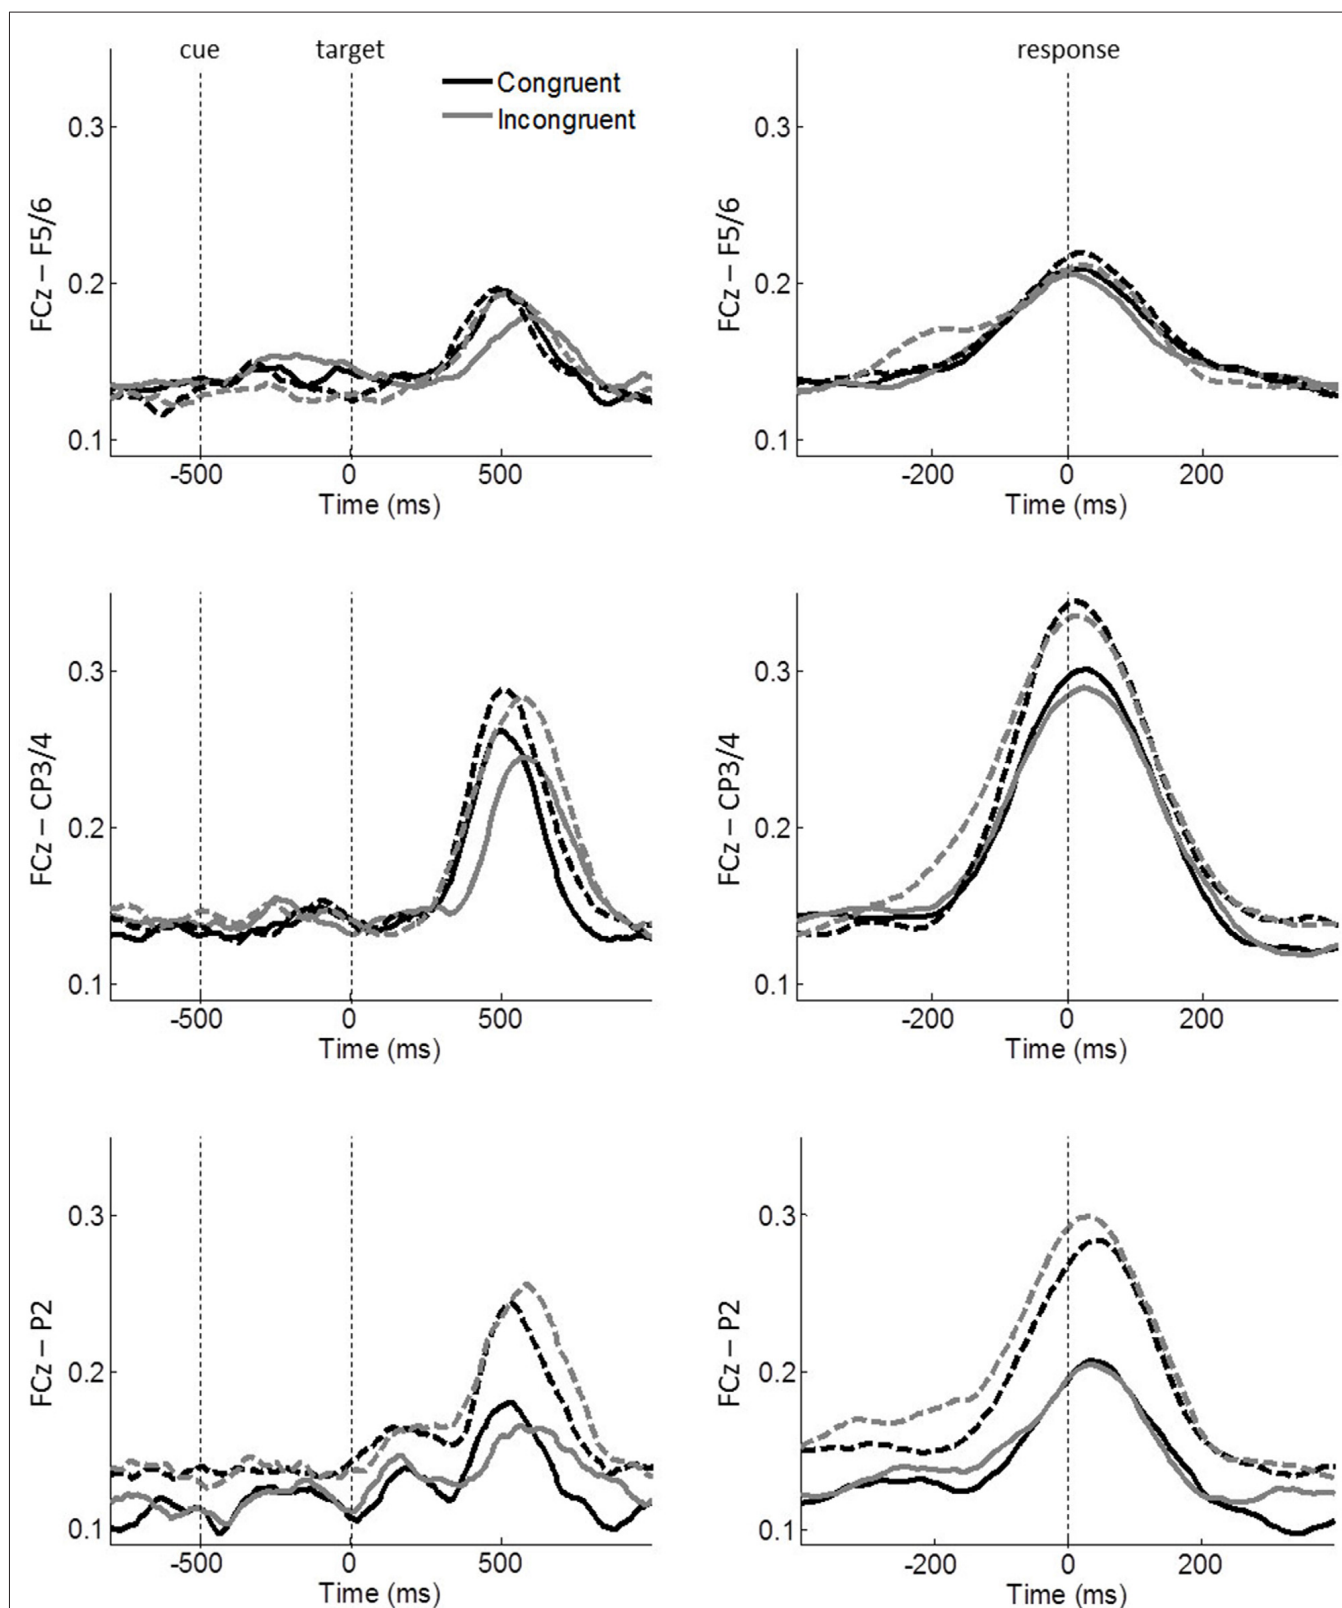 cue target
Congruent
Incongruent
FCz – F5/6
0.3
0.2
0.1
-500 0 500
Time (ms)
response
FCz – F5/6
0.3
0.2
0.1
-200 0 200
Time (ms)
FCz – CP3/4
0.3
0.2
0.1
-500 0 500
Time (ms)
FCz – CP3/4
0.3
0.2
0.1
-200 0 200
Time (ms)
FCz – P2
0.3
0.2
0.1
-500 0 500
Time (ms)
FCz – P2
0.3
0.2
0.1
-200 0 200
Time (ms)